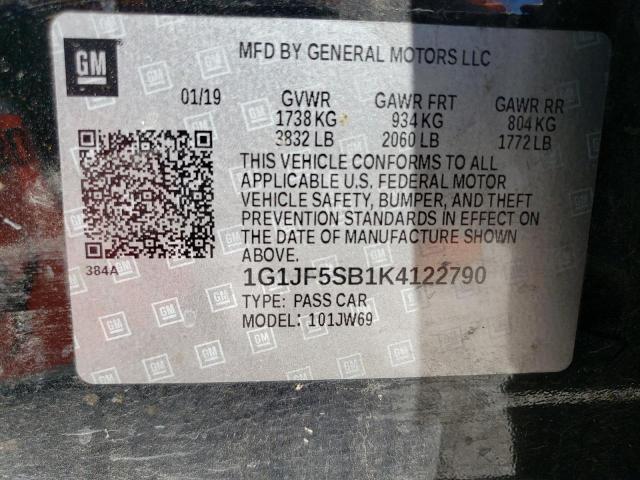 GM
MFD BY GENERAL MOTORS LLC
01/19 GVWR GAWR FRT GAWR RR
1738 KG 934 KG 804 KG
3832 LB 2060 LB 1772 LB
THIS VEHICLE CONFORMS TO ALL
APPLICABLE U.S. FEDERAL MOTOR
VEHICLE SAFETY, BUMPER, AND THEFT
PREVENTION STANDARDS IN EFFECT ON
THE DATE OF MANUFACTURE SHOWN
ABOVE.
384A
1G1JF5SB1K4122790
TYPE: PASS CAR
MODEL: 101JW69